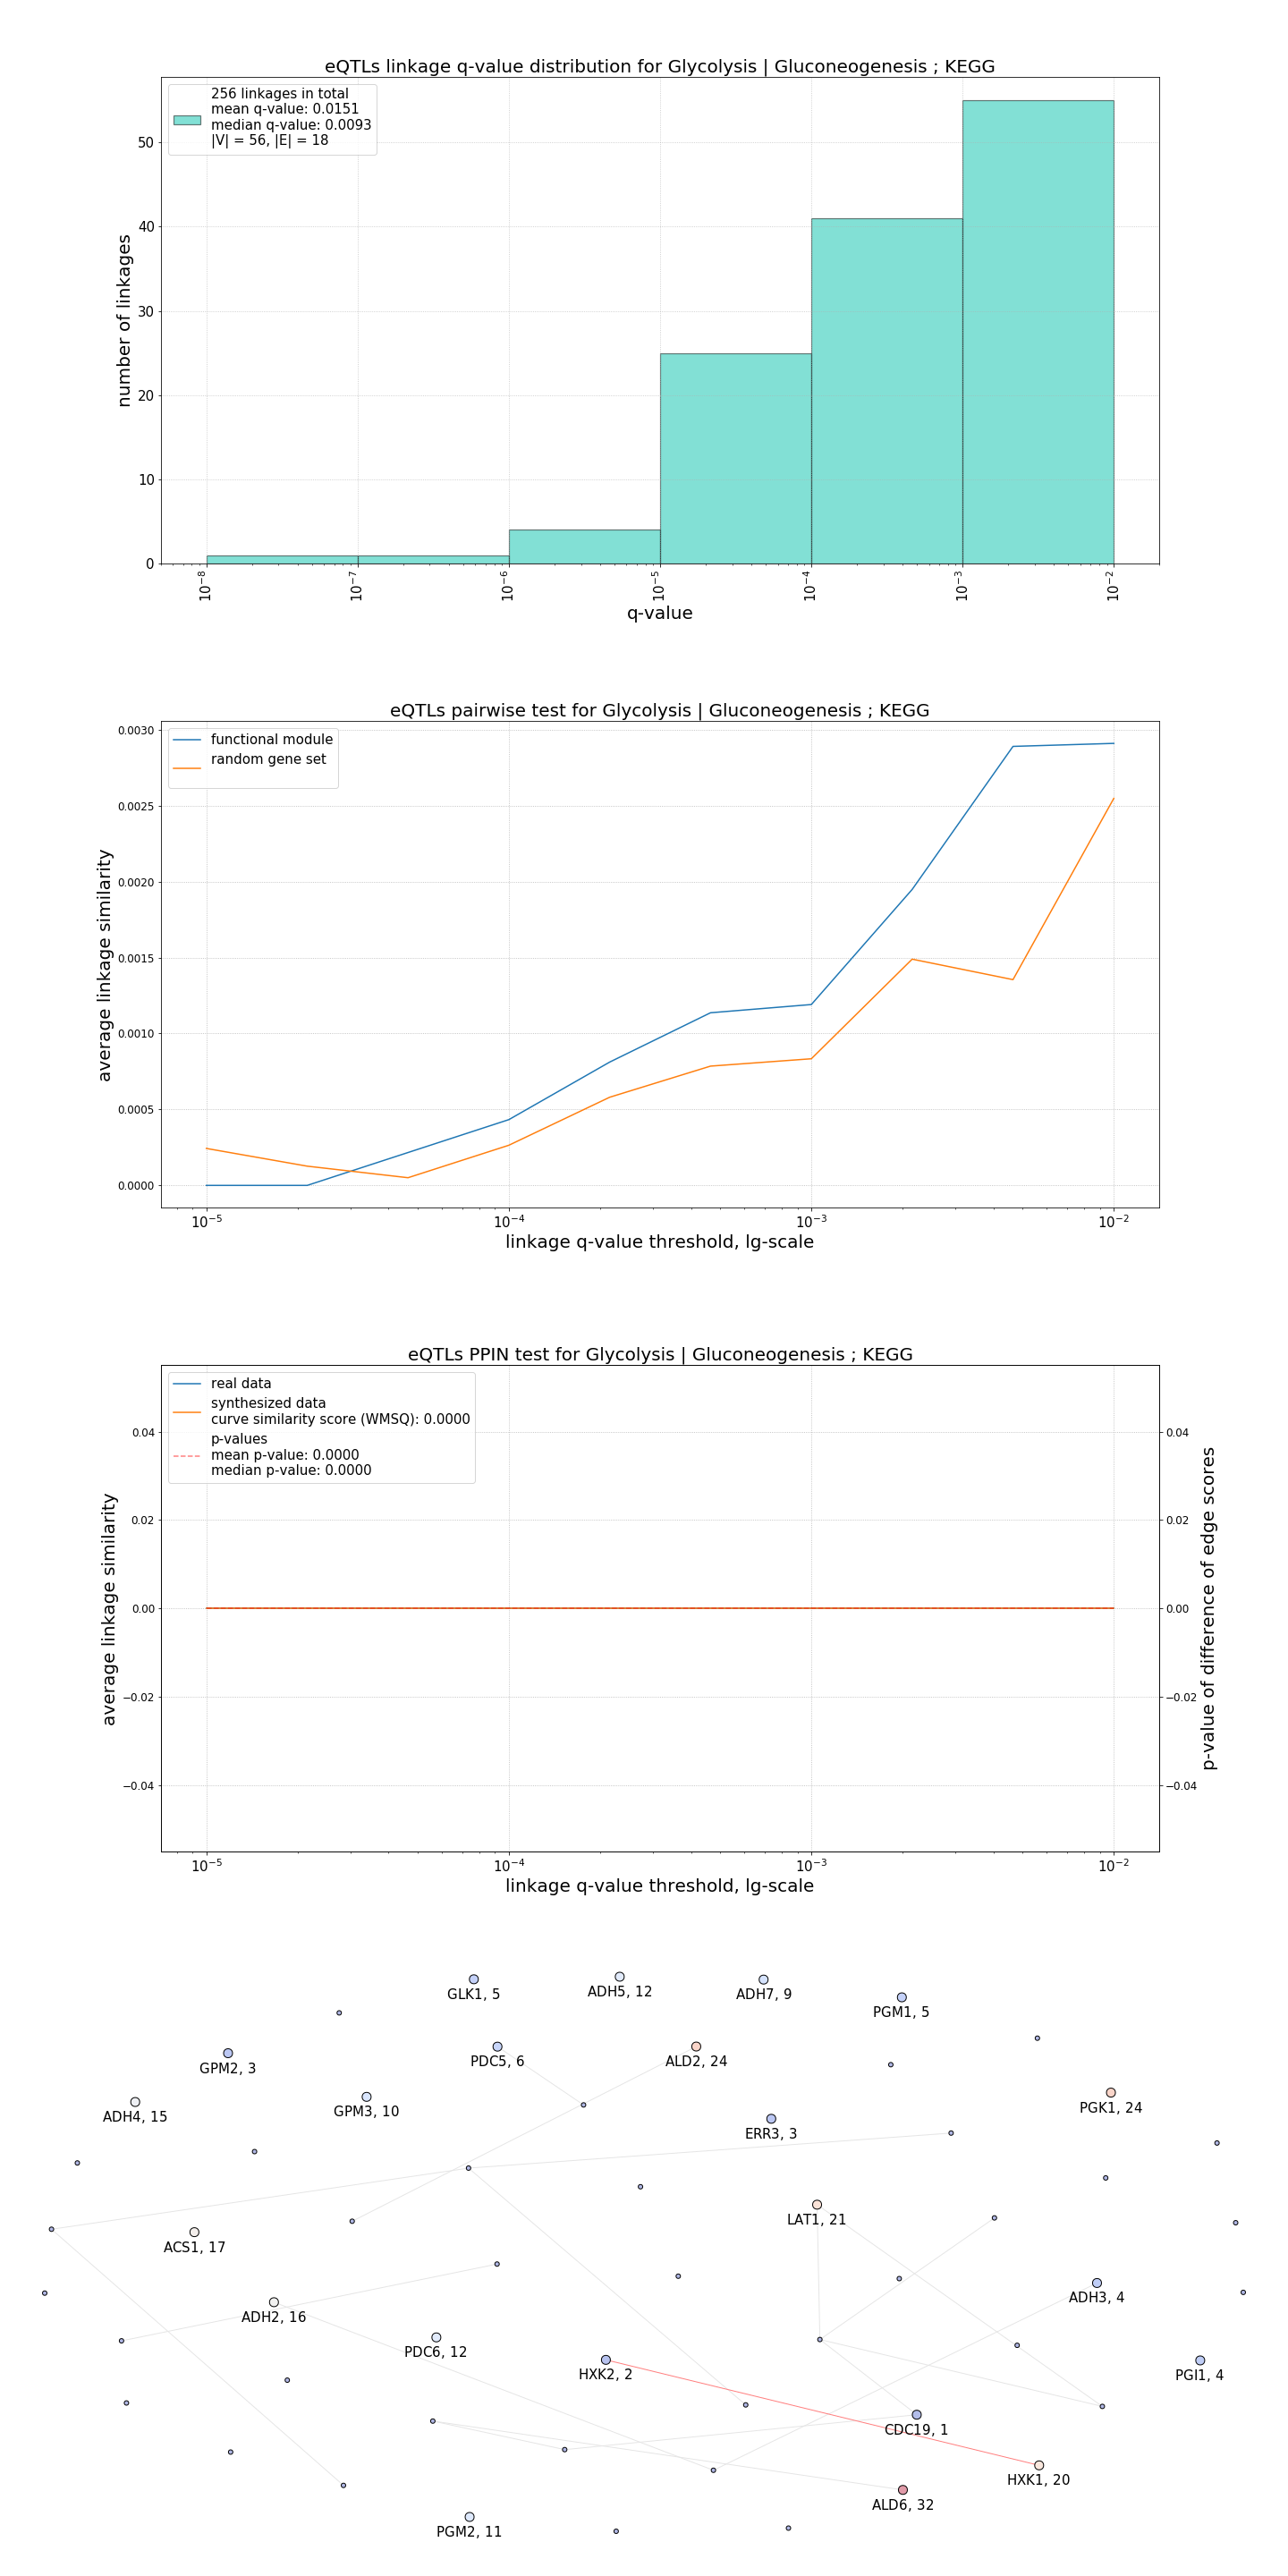 eQTLs linkage q-value distribution for Glycolysis | Gluconeogenesis ; KEGG
256 linkages in total
mean q-value: 0.0151
median q-value: 0.0093
|V| = 56, |E| = 18
number of linkages
50
40
30
20
10
0
10⁻⁸ 10⁻⁷ 10⁻⁶ 10⁻⁵ 10⁻⁴ 10⁻³ 10⁻²
q-value
eQTLs pairwise test for Glycolysis | Gluconeogenesis ; KEGG
functional module
random gene set
average linkage similarity
0.0030
0.0025
0.0020
0.0015
0.0010
0.0005
0.0000
10⁻⁵ 10⁻⁴ 10⁻³ 10⁻²
linkage q-value threshold, lg-scale
eQTLs PPIN test for Glycolysis | Gluconeogenesis ; KEGG
real data
synthesized data
curve similarity score (WMSQ): 0.0000
p-values
mean p-value: 0.0000
median p-value: 0.0000
average linkage similarity
0.04
0.02
0.00
−0.02
−0.04
0.04
0.02
0.00
−0.02
−0.04
p-value of difference of edge scores
10⁻⁵ 10⁻⁴ 10⁻³ 10⁻²
linkage q-value threshold, lg-scale
GLK1, 5
ADH5, 12
ADH7, 9
PGM1, 5
GPM2, 3
PDC5, 6
ALD2, 24
ADH4, 15
GPM3, 10
PGK1, 24
ERR3, 3
LAT1, 21
ACS1, 17
ADH3, 4
ADH2, 16
PDC6, 12
HXK2, 2
PGI1, 4
CDC19, 1
HXK1, 20
ALD6, 32
PGM2, 11